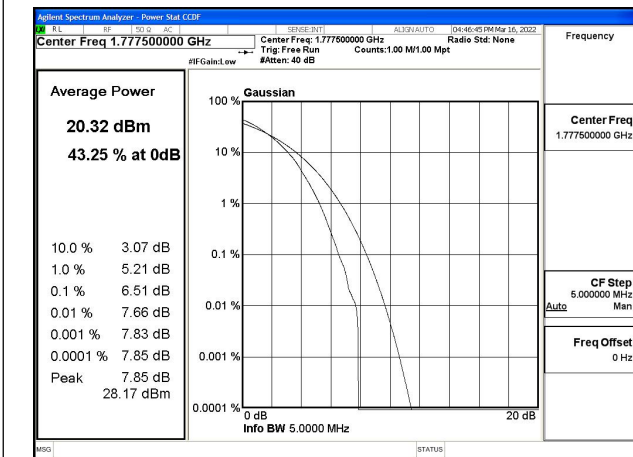 Agilent Spectrum Analyzer - Power Stat CCDF
RL RF 50 Ω AC SENSE:INT ALIGN AUTO 04:46:45 PM Mar 16, 2022
Center Freq 1.777500000 GHz
Center Freq: 1.777500000 GHz Radio Std: None
Trig: Free Run Counts:1.00 M/1.00 Mpt
#IFGain:Low #Atten: 40 dB
Frequency
Average Power
20.32 dBm
43.25 % at 0dB
10.0 % 3.07 dB
1.0 % 5.21 dB
0.1 % 6.51 dB
0.01 % 7.66 dB
0.001 % 7.83 dB
0.0001 % 7.85 dB
Peak 7.85 dB
28.17 dBm
Gaussian
100 %
10 %
1 %
0.1 %
0.01 %
0.001 %
0.0001 %
0 dB 20 dB
Info BW 5.0000 MHz
Center Freq
1.777500000 GHz
CF Step
5.000000 MHz
Auto Man
Freq Offset
0 Hz
MSG STATUS